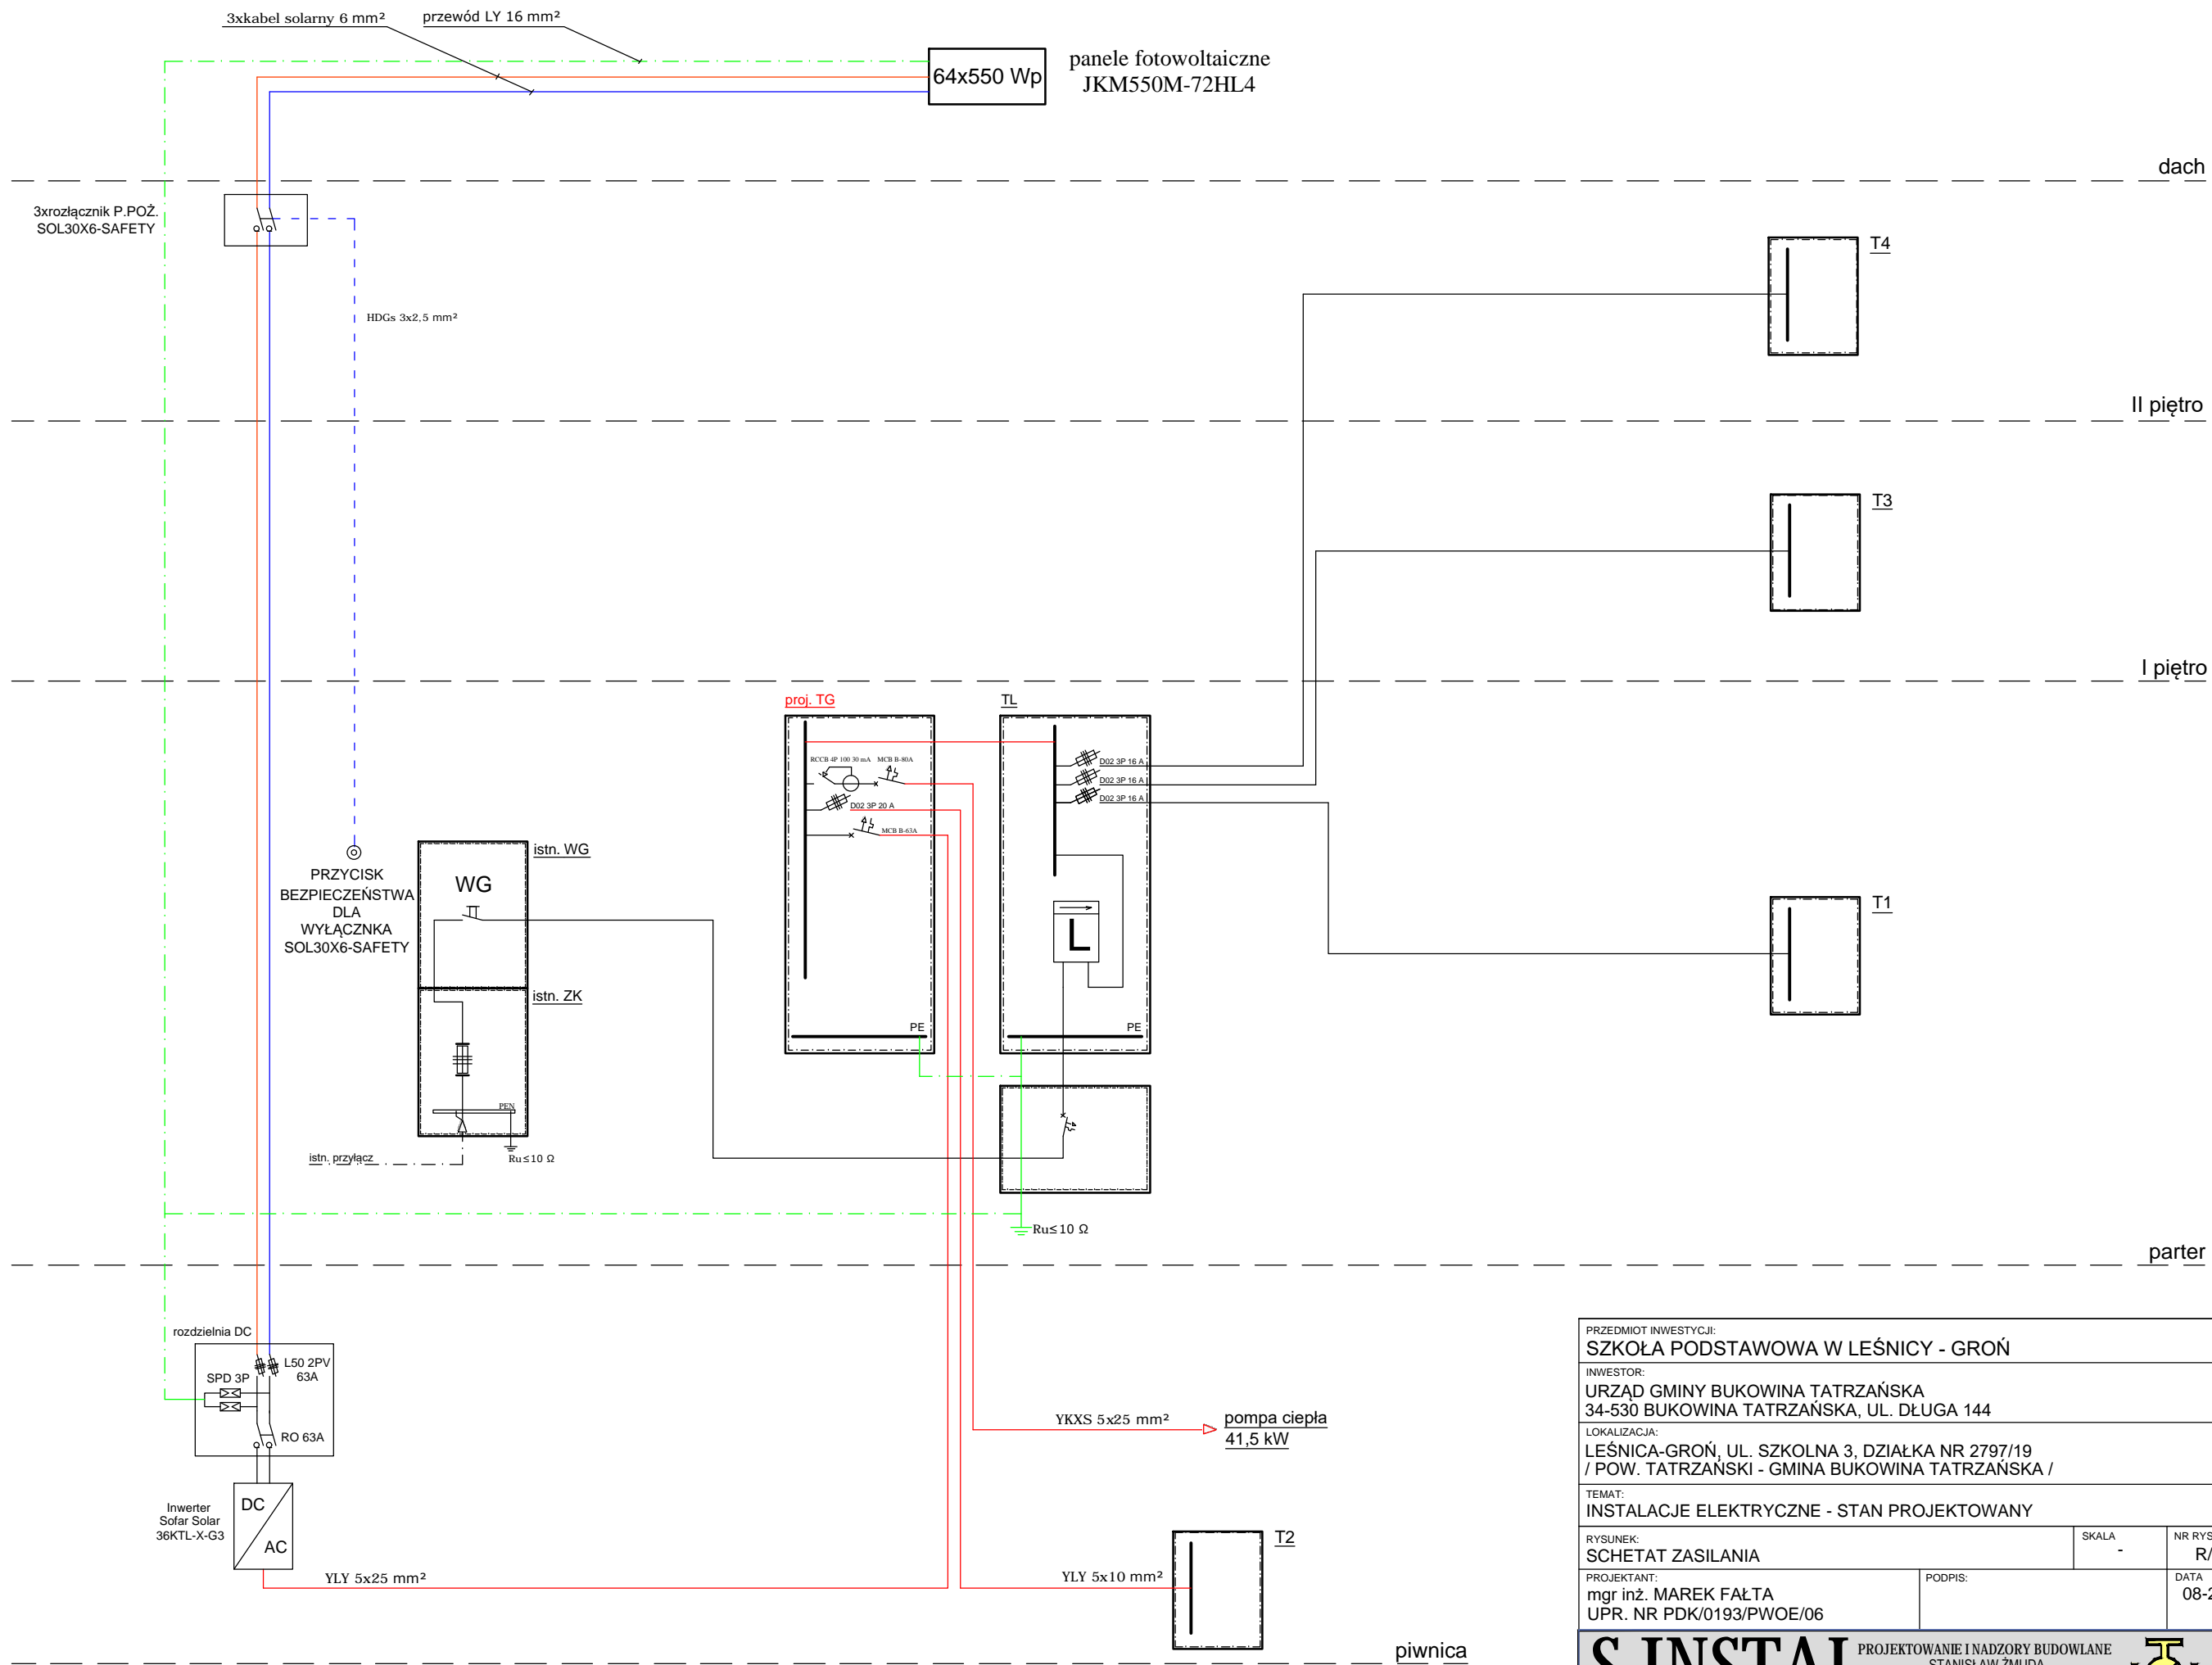 3xkabel solarny 6 mm²
przewód LY 16 mm²
64x550 Wp
panele fotowoltaiczne
JKM550M-72HL4
dach
3xrozłącznik P.POŻ.
SOL30X6-SAFETY
T4
HDGs 3x2,5 mm²
II piętro
T3
I piętro
proj. TG
TL
RCCB 4P 100 30 mA
MCB B-80A
D02 3P 20 A
MCB B-63A
D02 3P 16 A
D02 3P 16 A
D02 3P 16 A
PRZYCISK
BEZPIECZEŃSTWA
DLA
WYŁĄCZNKA
SOL30X6-SAFETY
istn. WG
WG
L
T1
istn. ZK
PE
PE
PEN
istn. przyłącz
Ru≤10 Ω
Ru≤10 Ω
parter
rozdzielnia DC
L50 2PV
63A
SPD 3P
RO 63A
DC
AC
Inwerter
Sofar Solar
36KTL-X-G3
YKXS 5x25 mm²
pompa ciepła
41,5 kW
YLY 5x25 mm²
YLY 5x10 mm²
T2
piwnica
PRZEDMIOT INWESTYCJI:
SZKOŁA PODSTAWOWA W LEŚNICY - GROŃ
INWESTOR:
URZĄD GMINY BUKOWINA TATRZAŃSKA
34-530 BUKOWINA TATRZAŃSKA, UL. DŁUGA 144
LOKALIZACJA:
LEŚNICA-GROŃ, UL. SZKOLNA 3, DZIAŁKA NR 2797/19
/ POW. TATRZAŃSKI - GMINA BUKOWINA TATRZAŃSKA /
TEMAT:
INSTALACJE ELEKTRYCZNE - STAN PROJEKTOWANY
RYSUNEK:
SCHETAT ZASILANIA
SKALA
-
NR RYS
R/
PROJEKTANT:
mgr inż. MAREK FAŁTA
UPR. NR PDK/0193/PWOE/06
PODPIS:
DATA
08-2
S INSTAL
PROJEKTOWANIE I NADZORY BUDOWLANE
STANISŁAW ŻMUDA